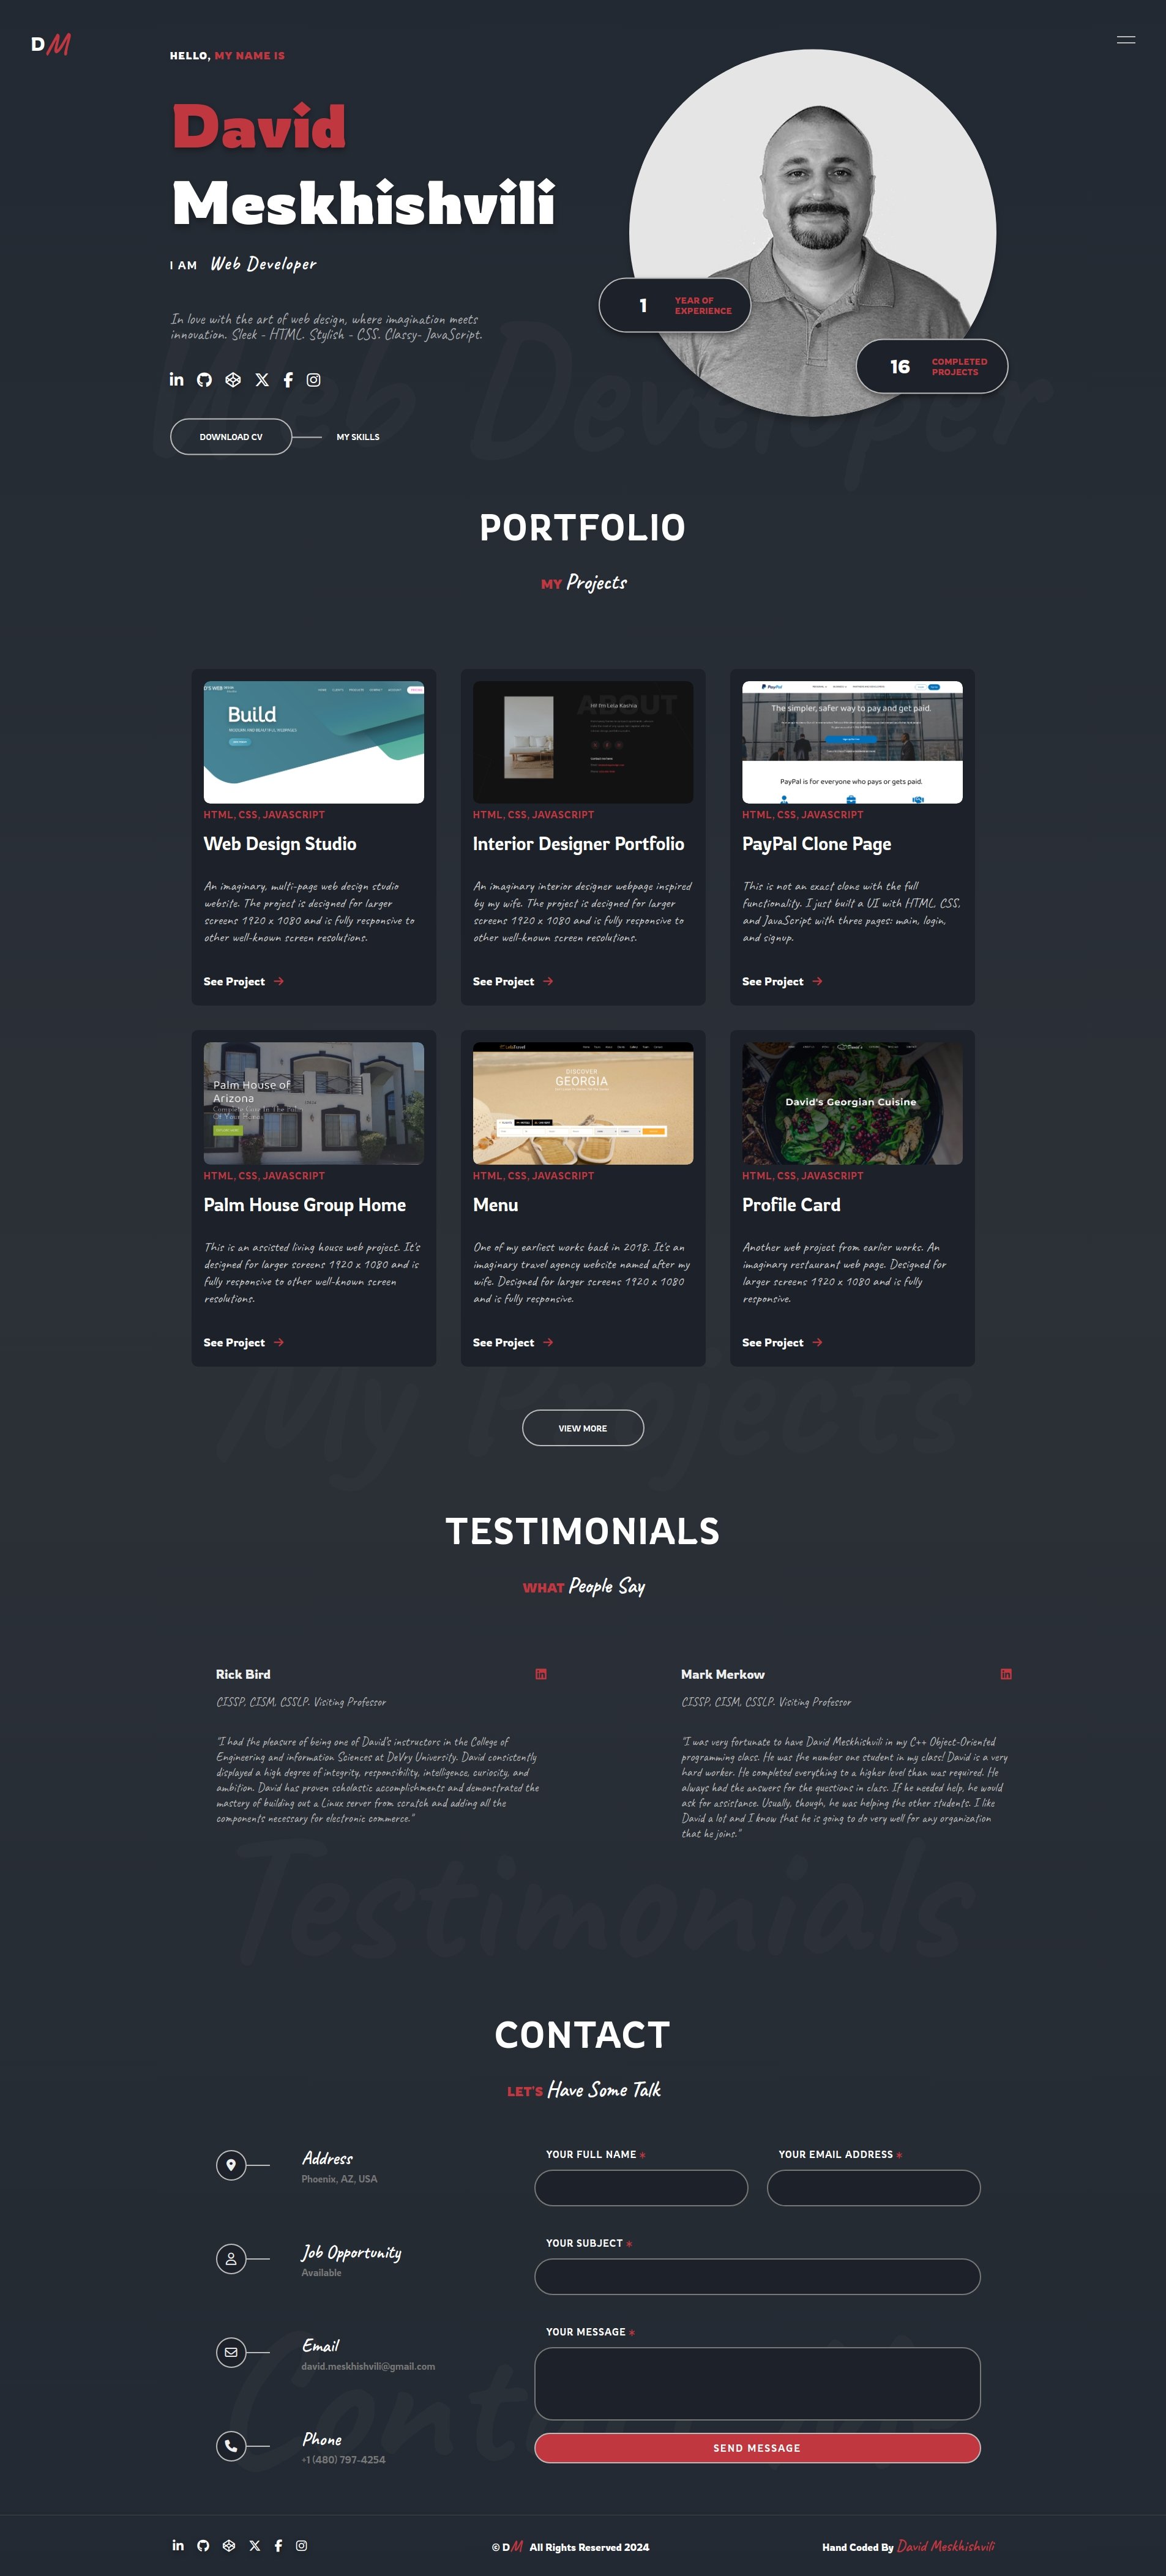 DM
HELLO, MY NAME IS
David
Meskhishvili
I AM Web Developer
In love with the art of web design, where imagination meets
innovation. Sleek - HTML. Stylish - CSS. Classy- JavaScript.
1 YEAR OF
EXPERIENCE
16 COMPLETED
PROJECTS
Web Developer
DOWNLOAD CV
MY SKILLS
PORTFOLIO
MY Projects
Build
ABOUT
Hi! I'm Lela Kashia
PayPal
The simpler, safer way to pay and get paid.
PayPal is for everyone who pays or gets paid.
HTML, CSS, JAVASCRIPT
Web Design Studio
An imaginary, multi-page web design studio
website. The project is designed for larger
screens 1920 x 1080 and is fully responsive to
other well-known screen resolutions.
See Project
HTML, CSS, JAVASCRIPT
Interior Designer Portfolio
An imaginary interior designer webpage inspired
by my wife. The project is designed for larger
screens 1920 x 1080 and is fully responsive to
other well-known screen resolutions.
See Project
HTML, CSS, JAVASCRIPT
PayPal Clone Page
This is not an exact clone with the full
functionality. I just built a UI with HTML, CSS,
and JavaScript with three pages: main, login,
and signup.
See Project
Palm House of
Arizona
DISCOVER
GEORGIA
David's Georgian Cuisine
HTML, CSS, JAVASCRIPT
Palm House Group Home
This is an assisted living house web project. It's
designed for larger screens 1920 x 1080 and is
fully responsive to other well-known screen
resolutions.
See Project
HTML, CSS, JAVASCRIPT
Menu
One of my earliest works back in 2018. It's an
imaginary travel agency website named after my
wife. Designed for larger screens 1920 x 1080
and is fully responsive.
See Project
HTML, CSS, JAVASCRIPT
Profile Card
Another web project from earlier works. An
imaginary restaurant web page. Designed for
larger screens 1920 x 1080 and is fully
responsive.
See Project
My Projects
VIEW MORE
TESTIMONIALS
WHAT People Say
Rick Bird
CISSP, CISM, CSSLP. Visiting Professor
"I had the pleasure of being one of David's instructors in the College of
Engineering and information Sciences at DeVry University. David consistently
displayed a high degree of integrity, responsibility, intelligence, curiosity, and
ambition. David has proven scholastic accomplishments and demonstrated the
mastery of building out a Linux server from scratch and adding all the
components necessary for electronic commerce."
Mark Merkow
CISSP, CISM, CSSLP. Visiting Professor
"I was very fortunate to have David Meskhishvili in my C++ Object-Oriented
programming class. He was the number one student in my class! David is a very
hard worker. He completed everything to a higher level than was required. He
always had the answers for the questions in class. If he needed help, he would
ask for assistance. Usually, though, he was helping the other students. I like
David a lot and I know that he is going to do very well for any organization
that he joins."
Testimonials
CONTACT
LET'S Have Some Talk
Address
Phoenix, AZ, USA
Job Opportunity
Available
Email
david.meskhishvili@gmail.com
Phone
+1 (480) 797-4254
YOUR FULL NAME *
YOUR EMAIL ADDRESS *
YOUR SUBJECT *
YOUR MESSAGE *
SEND MESSAGE
© DM All Rights Reserved 2024
Hand Coded By David Meskhishvili